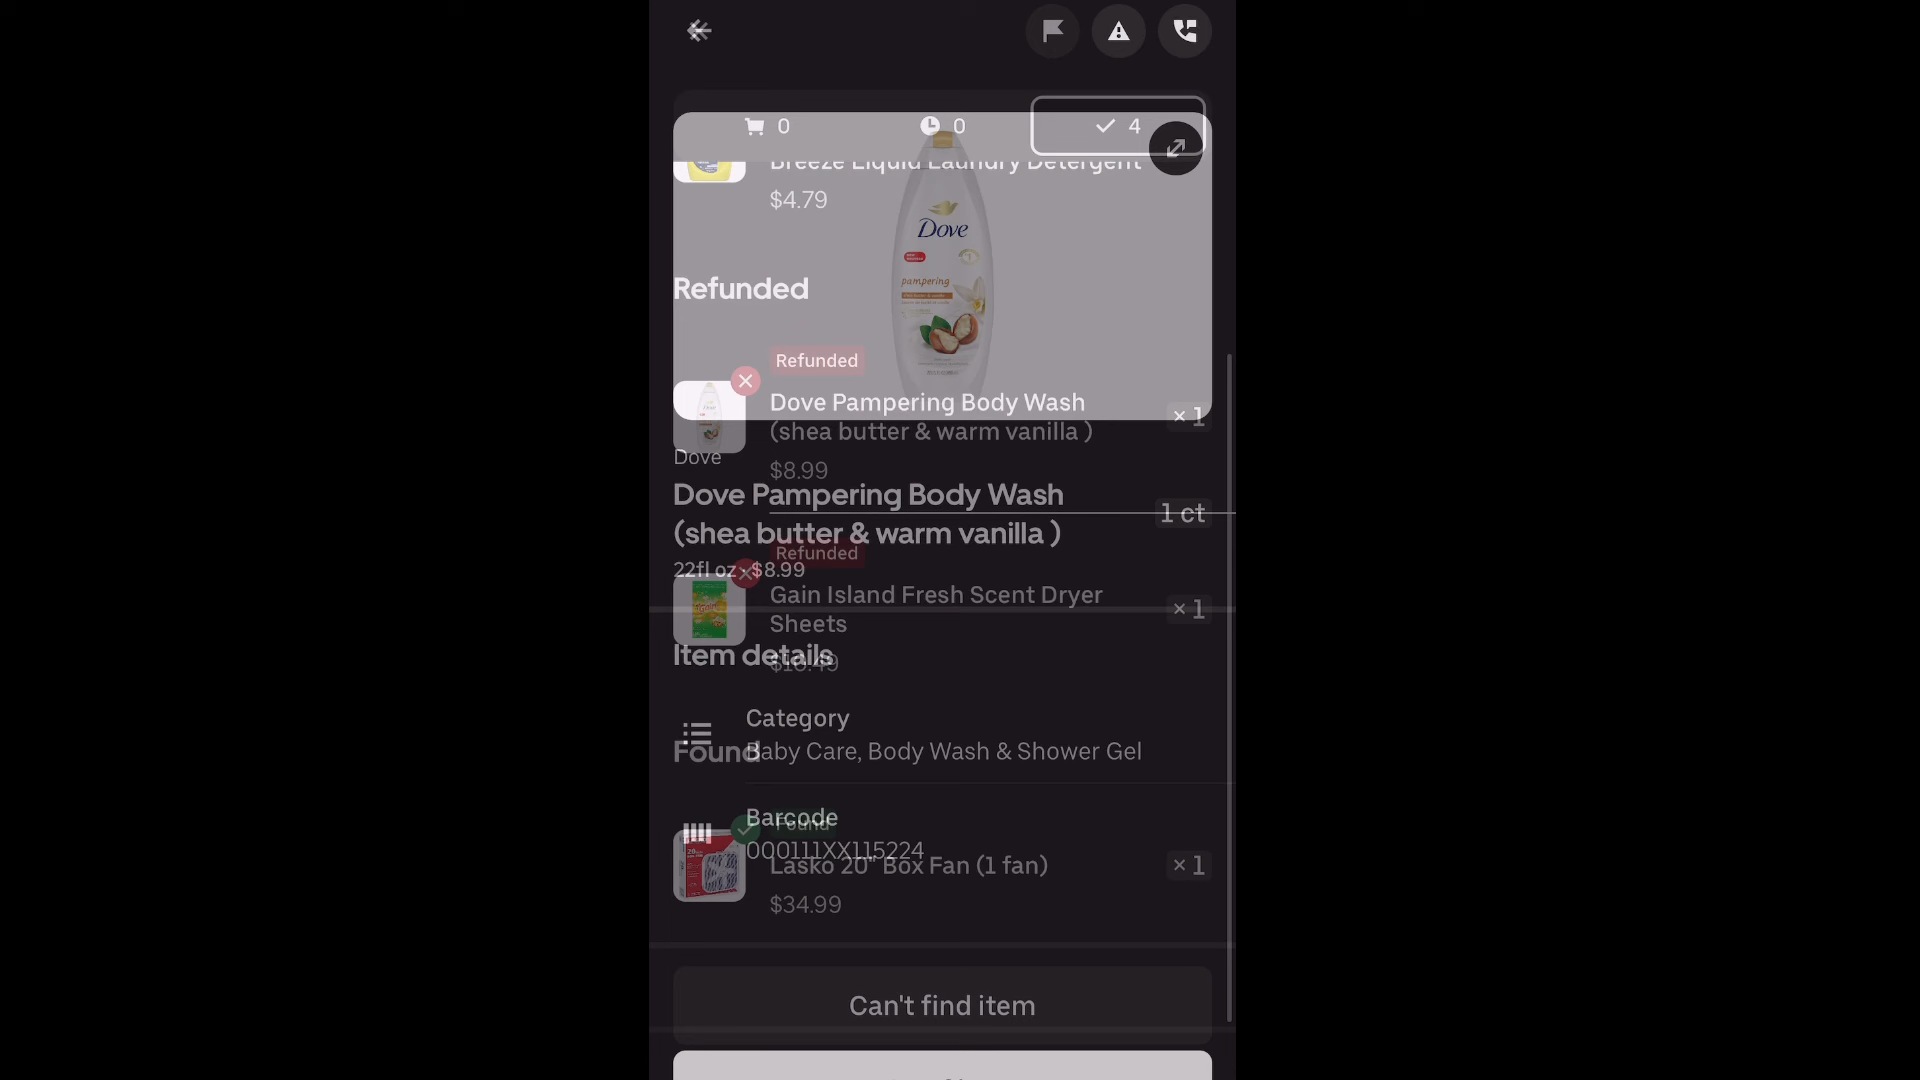 0
0
4
Breeze Liquid Laundry Detergent
$4.79
Dove
pampering
Refunded
Refunded
Dove Pampering Body Wash
(shea butter & warm vanilla )
× 1
$8.99
Dove
Dove Pampering Body Wash
(shea butter & warm vanilla )
1 ct
22fl oz · $8.99
Refunded
Gain Island Fresh Scent Dryer
Sheets
× 1
Item details
Category
Baby Care, Body Wash & Shower Gel
Found
Barcode
000111XX115224
Found
Lasko 20" Box Fan (1 fan)
× 1
$34.99
Can't find item